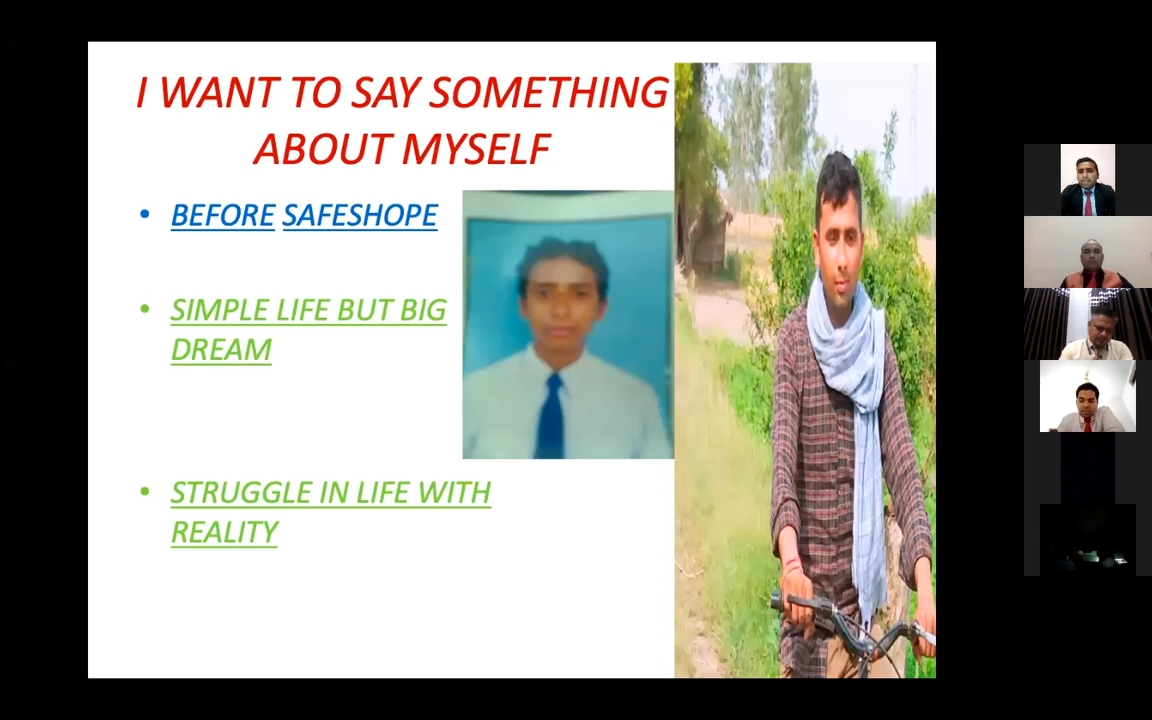 I WANT TO SAY SOMETHING
ABOUT MYSELF
• BEFORE SAFESHOPE
• SIMPLE LIFE BUT BIG
DREAM
• STRUGGLE IN LIFE WITH
REALITY